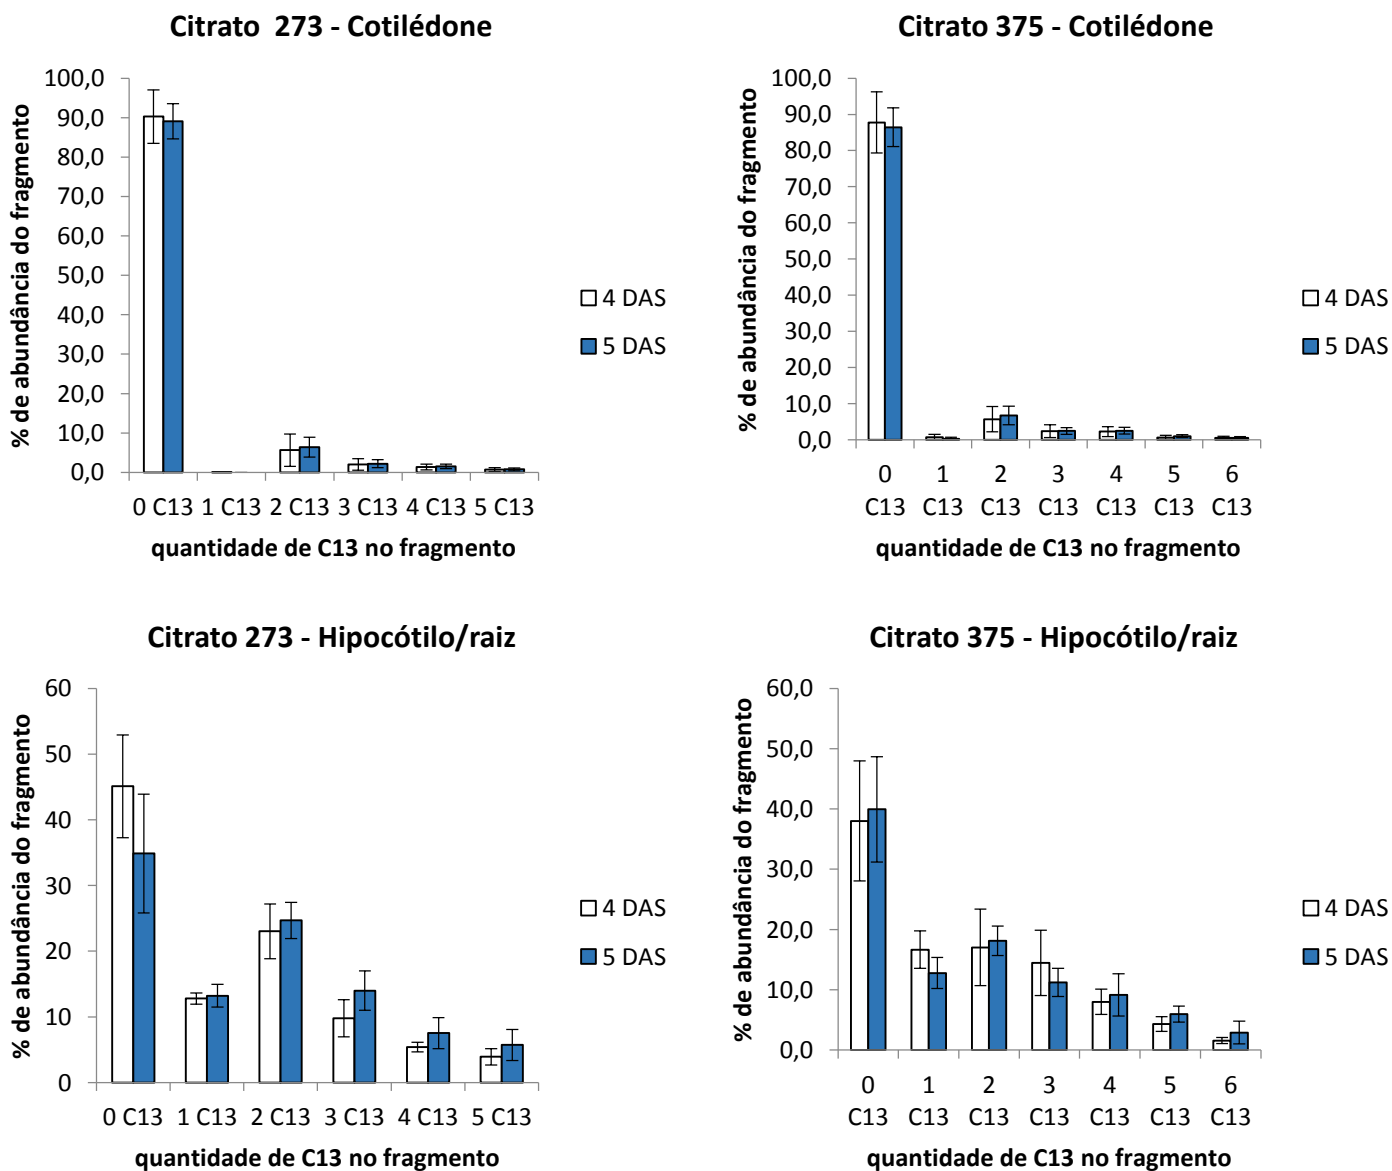 Citrato  273 - Cotilédone
% de abundância do fragmento
100,0
90,0
80,0
70,0
60,0
50,0
40,0
30,0
20,0
10,0
0,0
0 C13 1 C13 2 C13 3 C13 4 C13 5 C13
quantidade de C13 no fragmento
4 DAS
5 DAS
Citrato 375 - Cotilédone
% de abundância do fragmento
100,0
90,0
80,0
70,0
60,0
50,0
40,0
30,0
20,0
10,0
0,0
0 1 2 3 4 5 6
C13 C13 C13 C13 C13 C13 C13
quantidade de C13 no fragmento
4 DAS
5 DAS
Citrato 273 - Hipocótilo/raiz
% de abundância do fragmento
60
50
40
30
20
10
0
0 C13 1 C13 2 C13 3 C13 4 C13 5 C13
quantidade de C13 no fragmento
4 DAS
5 DAS
Citrato 375 - Hipocótilo/raiz
% de abundância do fragmento
60,0
50,0
40,0
30,0
20,0
10,0
0,0
0 1 2 3 4 5 6
C13 C13 C13 C13 C13 C13 C13
quantidade de C13 no fragmento
4 DAS
5 DAS